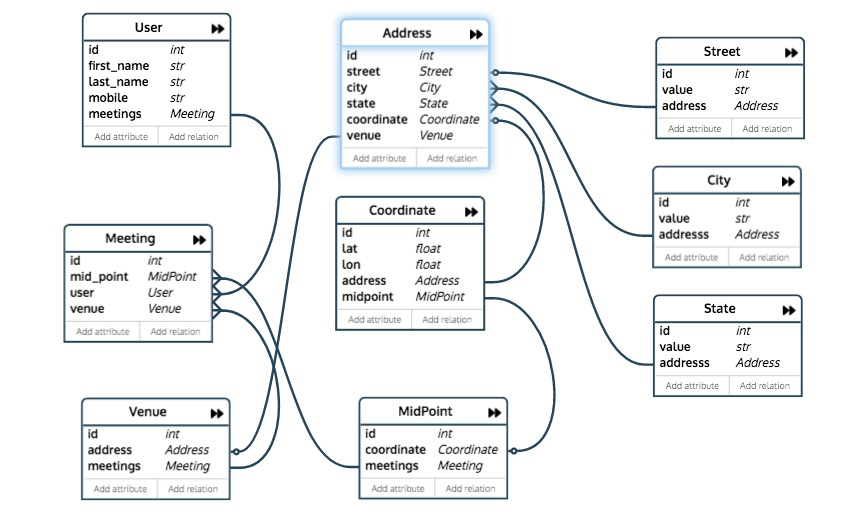 User
id int
first_name str
last_name str
mobile str
meetings Meeting
Add attribute Add relation
Address
id int
street Street
city City
state State
coordinate Coordinate
venue Venue
Add attribute Add relation
Street
id int
value str
address Address
Add attribute Add relation
City
id int
value str
addresss Address
Add attribute Add relation
Coordinate
id int
lat float
lon float
address Address
midpoint MidPoint
Add attribute Add relation
Meeting
id int
mid_point MidPoint
user User
venue Venue
Add attribute Add relation
State
id int
value str
addresss Address
Add attribute Add relation
Venue
id int
address Address
meetings Meeting
Add attribute Add relation
MidPoint
id int
coordinate Coordinate
meetings Meeting
Add attribute Add relation